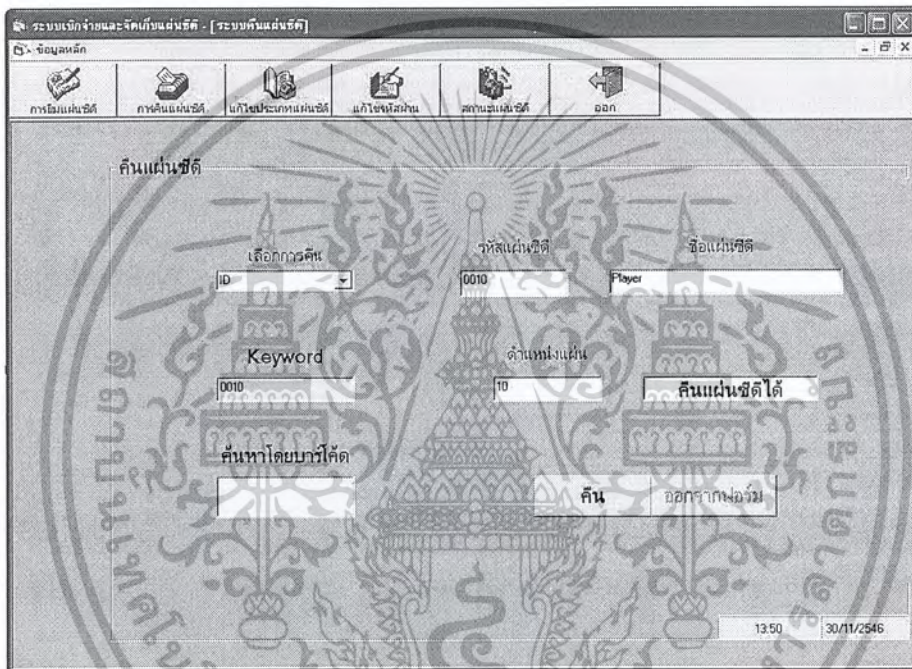 ระบบเบิกจ่ายและจัดเก็บแผ่นซีดี - [ระบบคืนแผ่นซีดี]
ข้อมูลหลัก
การยืมแผ่นซีดี การคืนแผ่นซีดี แก้ไขประเภทแผ่นซีดี แก้ไขรหัสผ่าน สถานะแผ่นซีดี ออก
คืนแผ่นซีดี
เลือกการคืน รหัสแผ่นซีดี ชื่อแผ่นซีดี
ID 0010 Player
Keyword ตำแหน่งแผ่น
0010 10 คืนแผ่นซีดีได้
ค้นหาโดยบาร์โค้ด
คืน ออกจากฟอร์ม
13:50 30/11/2546